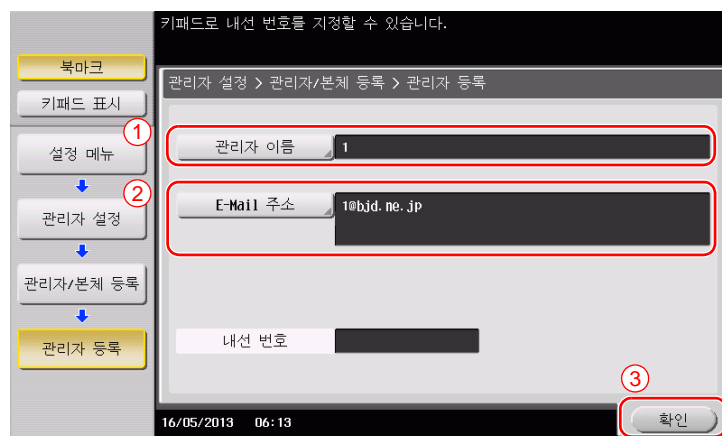 키패드로 내선 번호를 지정할 수 있습니다.
북마크
키패드 표시
설정 메뉴
관리자 설정
관리자/본체 등록
관리자 등록
관리자 설정 > 관리자/본체 등록 > 관리자 등록
①
관리자 이름 1
②
E-Mail 주소 1@bjd.ne.jp
내선 번호
③
확인
16/05/2013 06:13